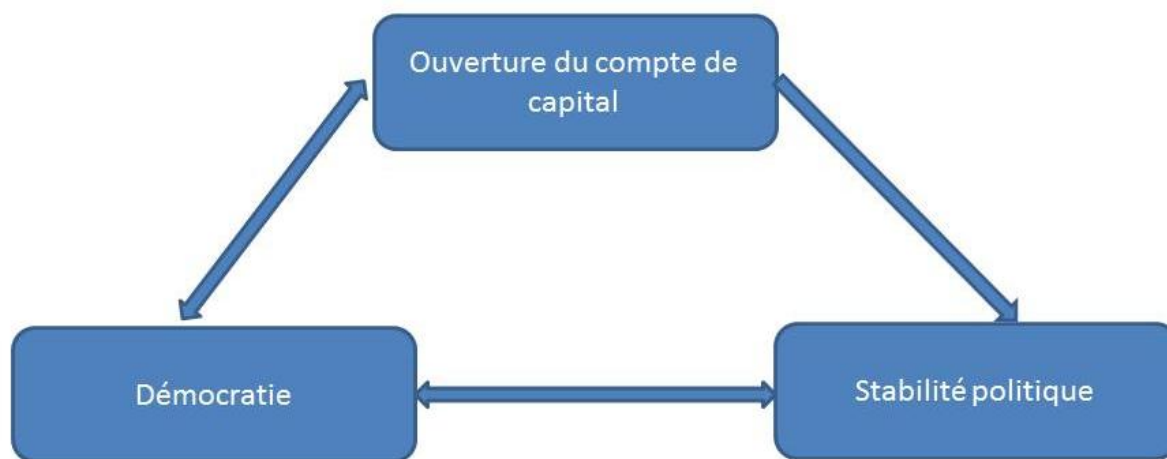 Ouverture du compte de
capital
Démocratie
Stabilité politique